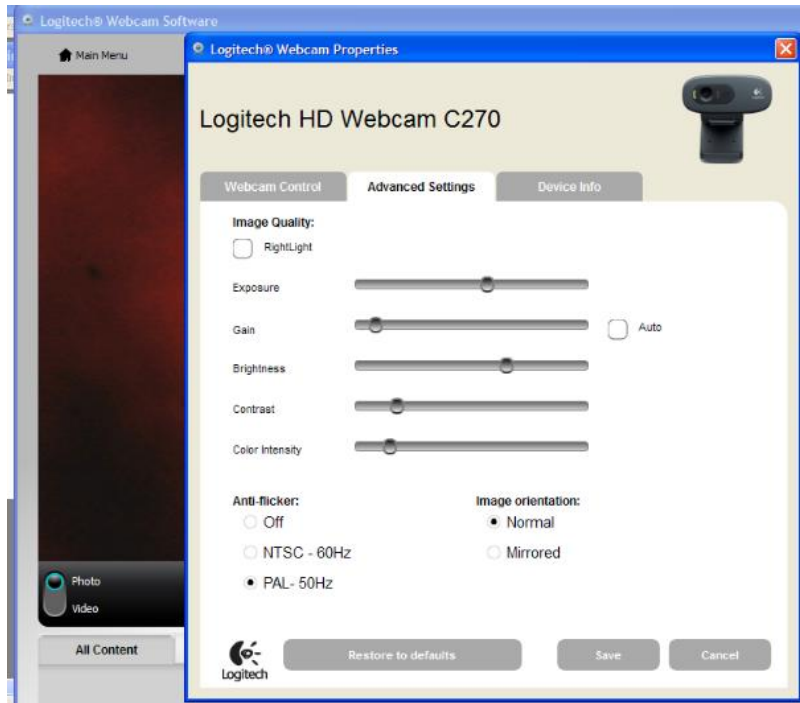 Logitech® Webcam Software
Main Menu
Logitech® Webcam Properties
Logitech HD Webcam C270
Webcam Control
Advanced Settings
Device Info
Image Quality:
RightLight
Exposure
Gain
Auto
Brightness
Contrast
Color Intensity
Anti-flicker:
Image orientation:
Off
Normal
NTSC - 60Hz
Mirrored
PAL- 50Hz
Photo
Video
All Content
Logitech
Restore to defaults
Save
Cancel